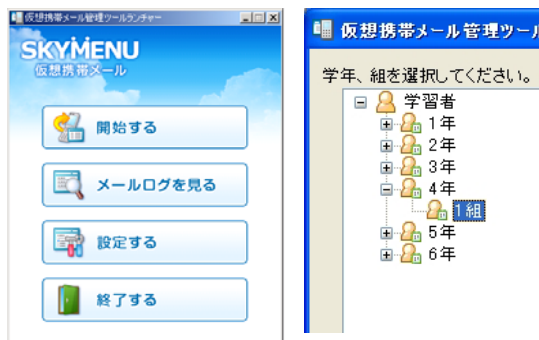 仮想携帯メール管理ツールランチャー
SKYMENU
仮想携帯メール
開始する
メールログを見る
設定する
終了する
仮想携帯メール管理ツール
学年、組を選択してください。
学習者
1年
2年
3年
4年
1組
5年
6年